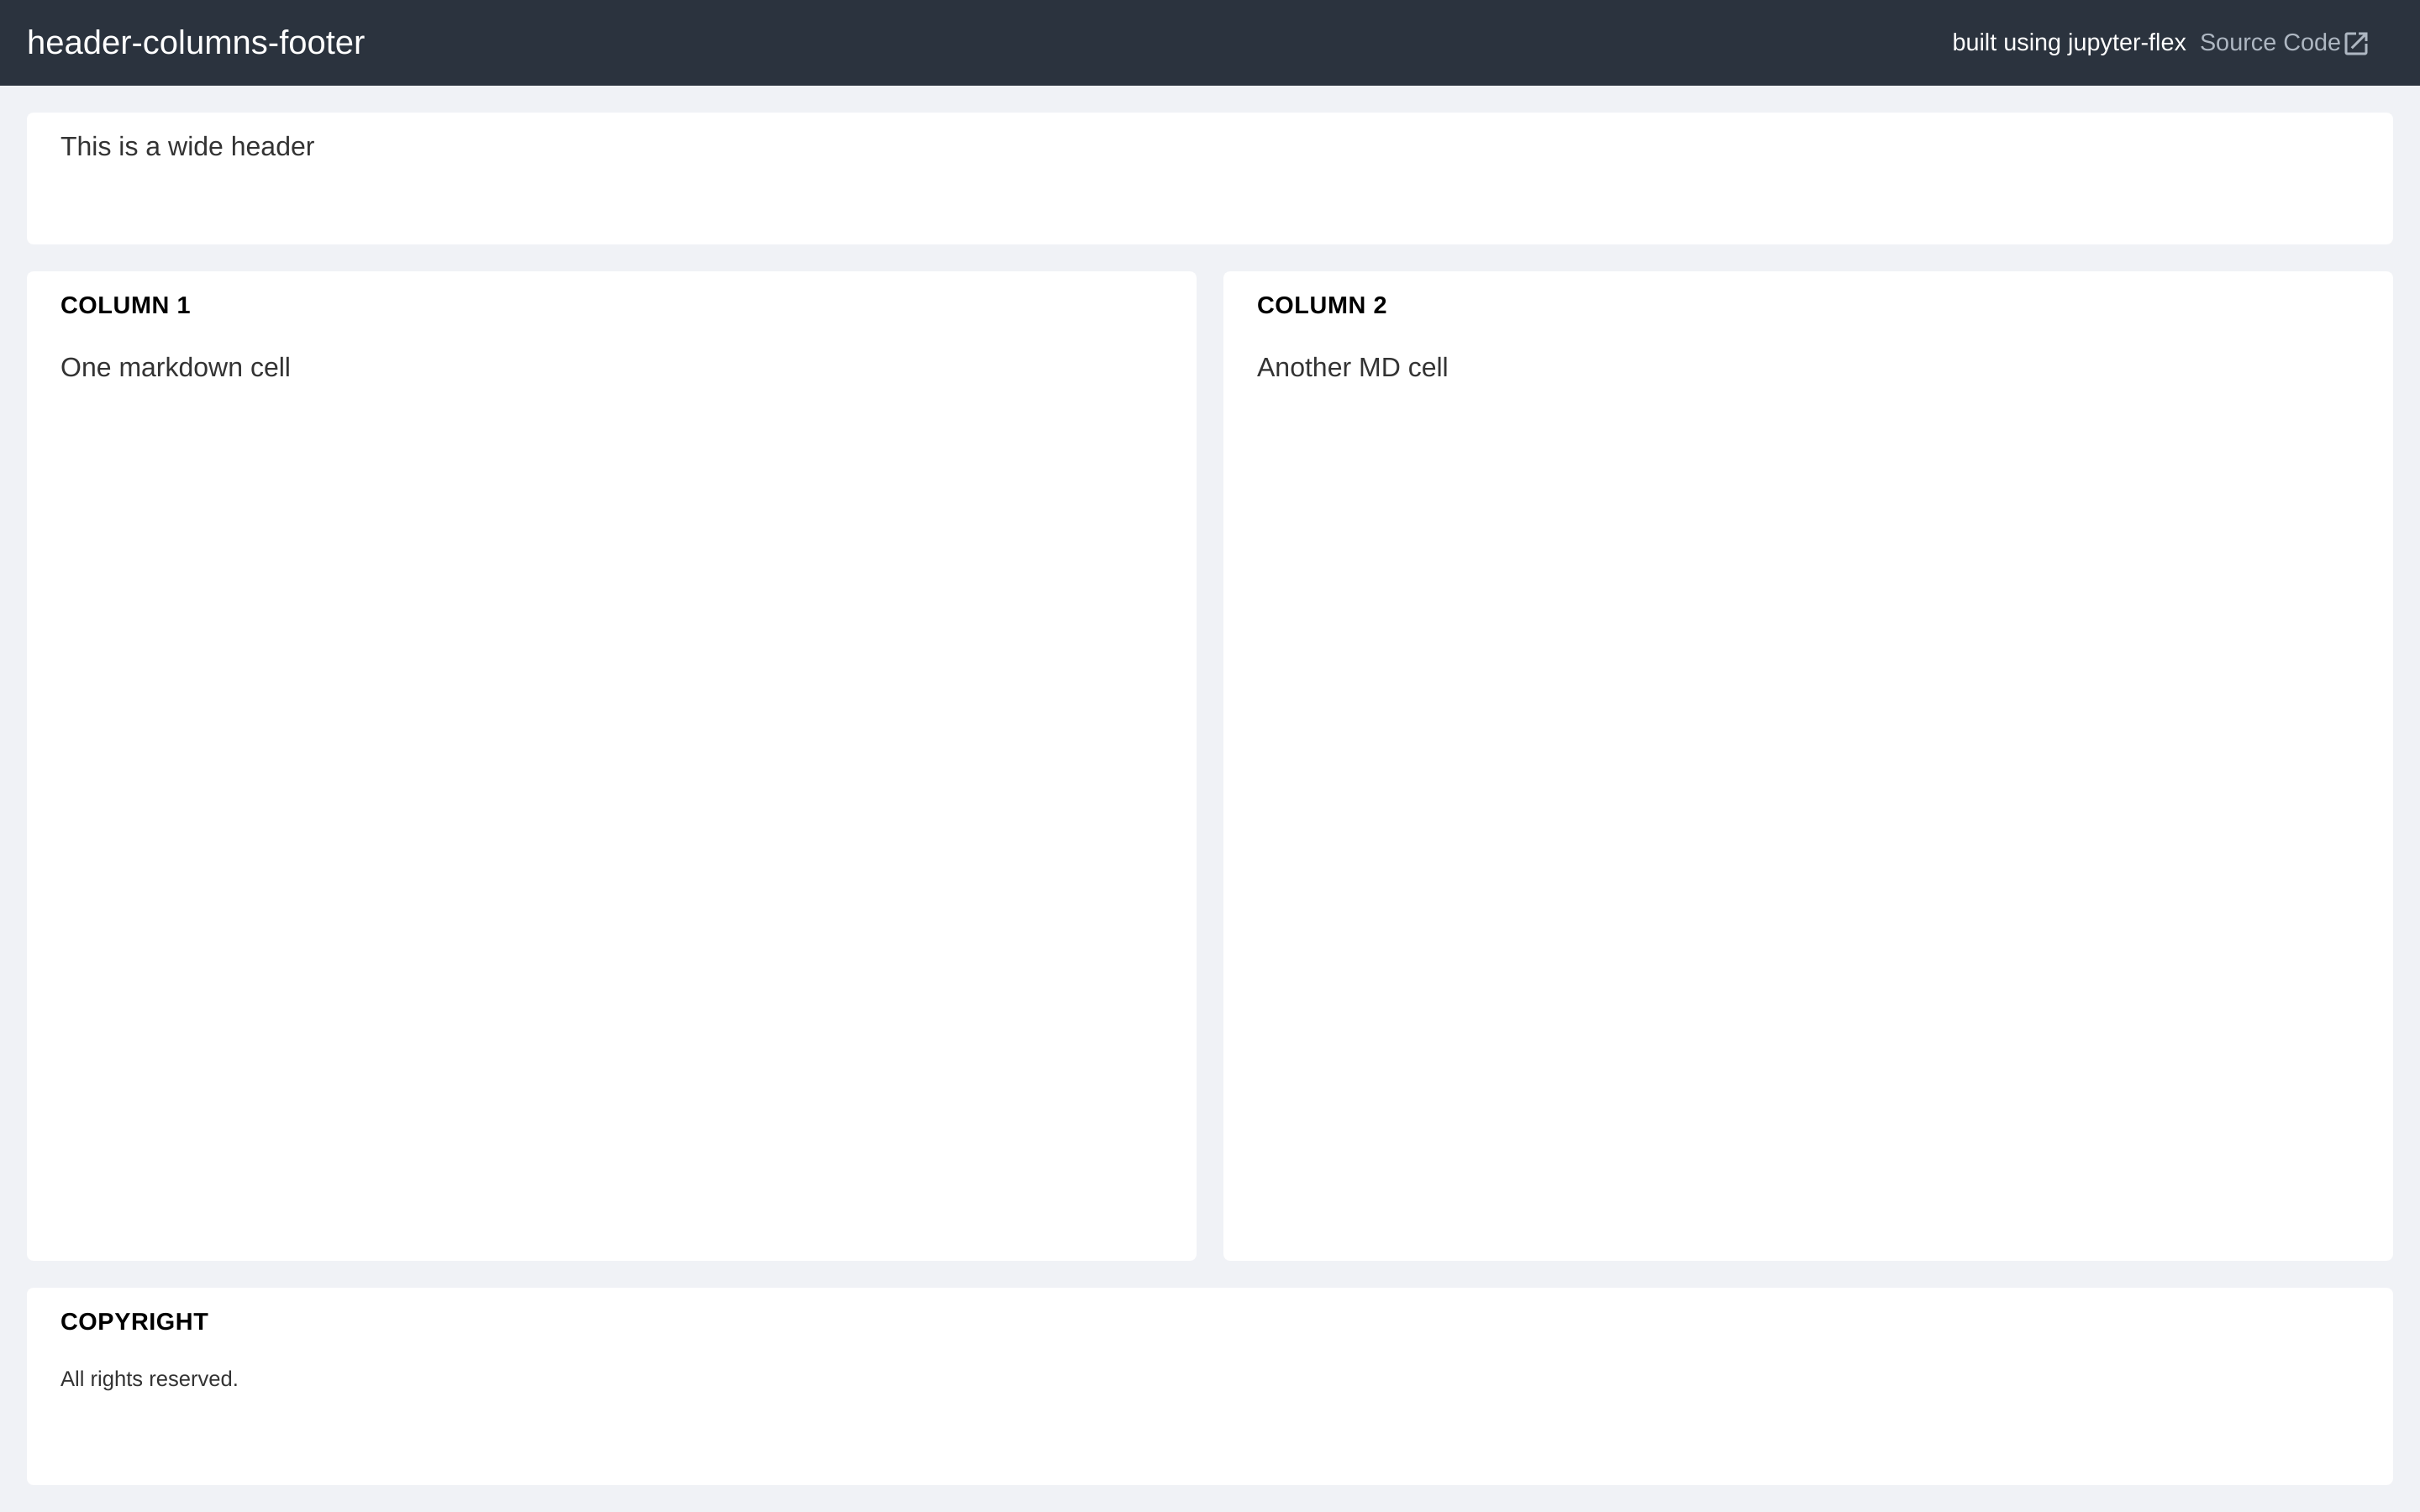 header-columns-footer
built using jupyter-flex Source Code
This is a wide header
COLUMN 1
One markdown cell
COLUMN 2
Another MD cell
COPYRIGHT
All rights reserved.